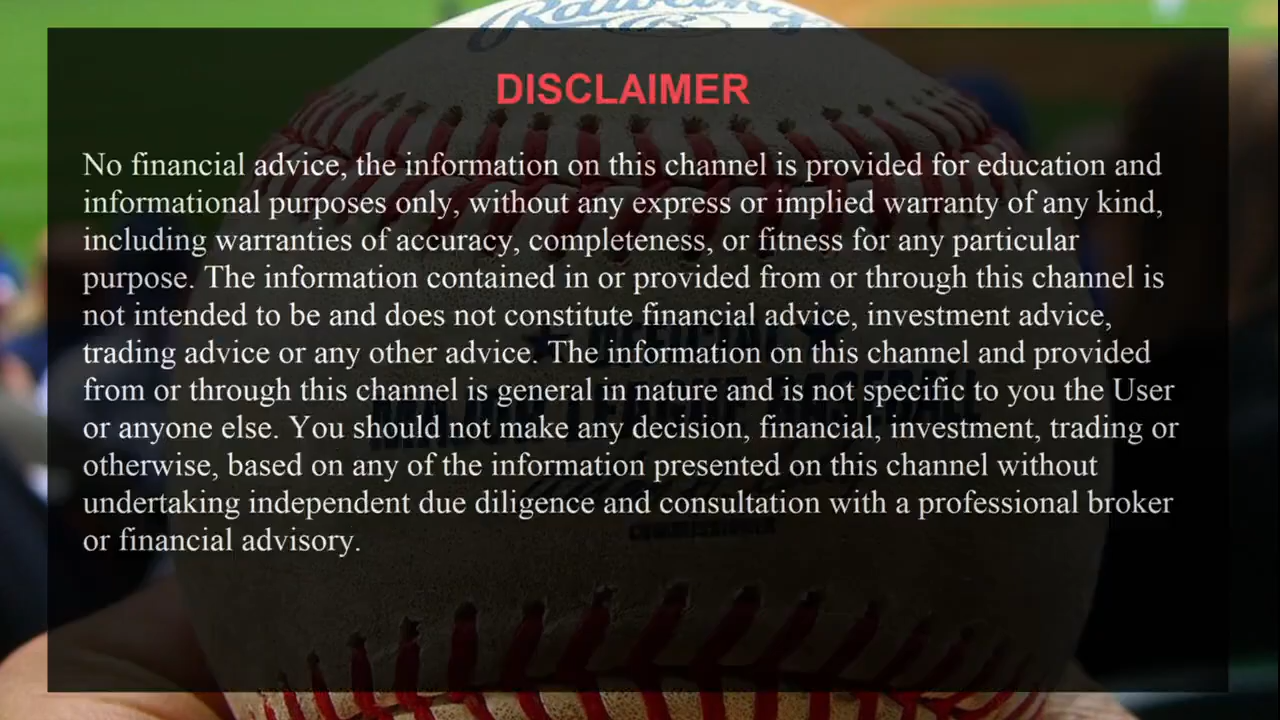 Rawlings
DISCLAIMER
No financial advice, the information on this channel is provided for education and
informational purposes only, without any express or implied warranty of any kind,
including warranties of accuracy, completeness, or fitness for any particular
purpose. The information contained in or provided from or through this channel is
not intended to be and does not constitute financial advice, investment advice,
trading advice or any other advice. The information on this channel and provided
from or through this channel is general in nature and is not specific to you the User
or anyone else. You should not make any decision, financial, investment, trading or
otherwise, based on any of the information presented on this channel without
undertaking independent due diligence and consultation with a professional broker
or financial advisory.
OFFICIAL
MAJOR LEAGUE BASEBALL
COMMISSIONER